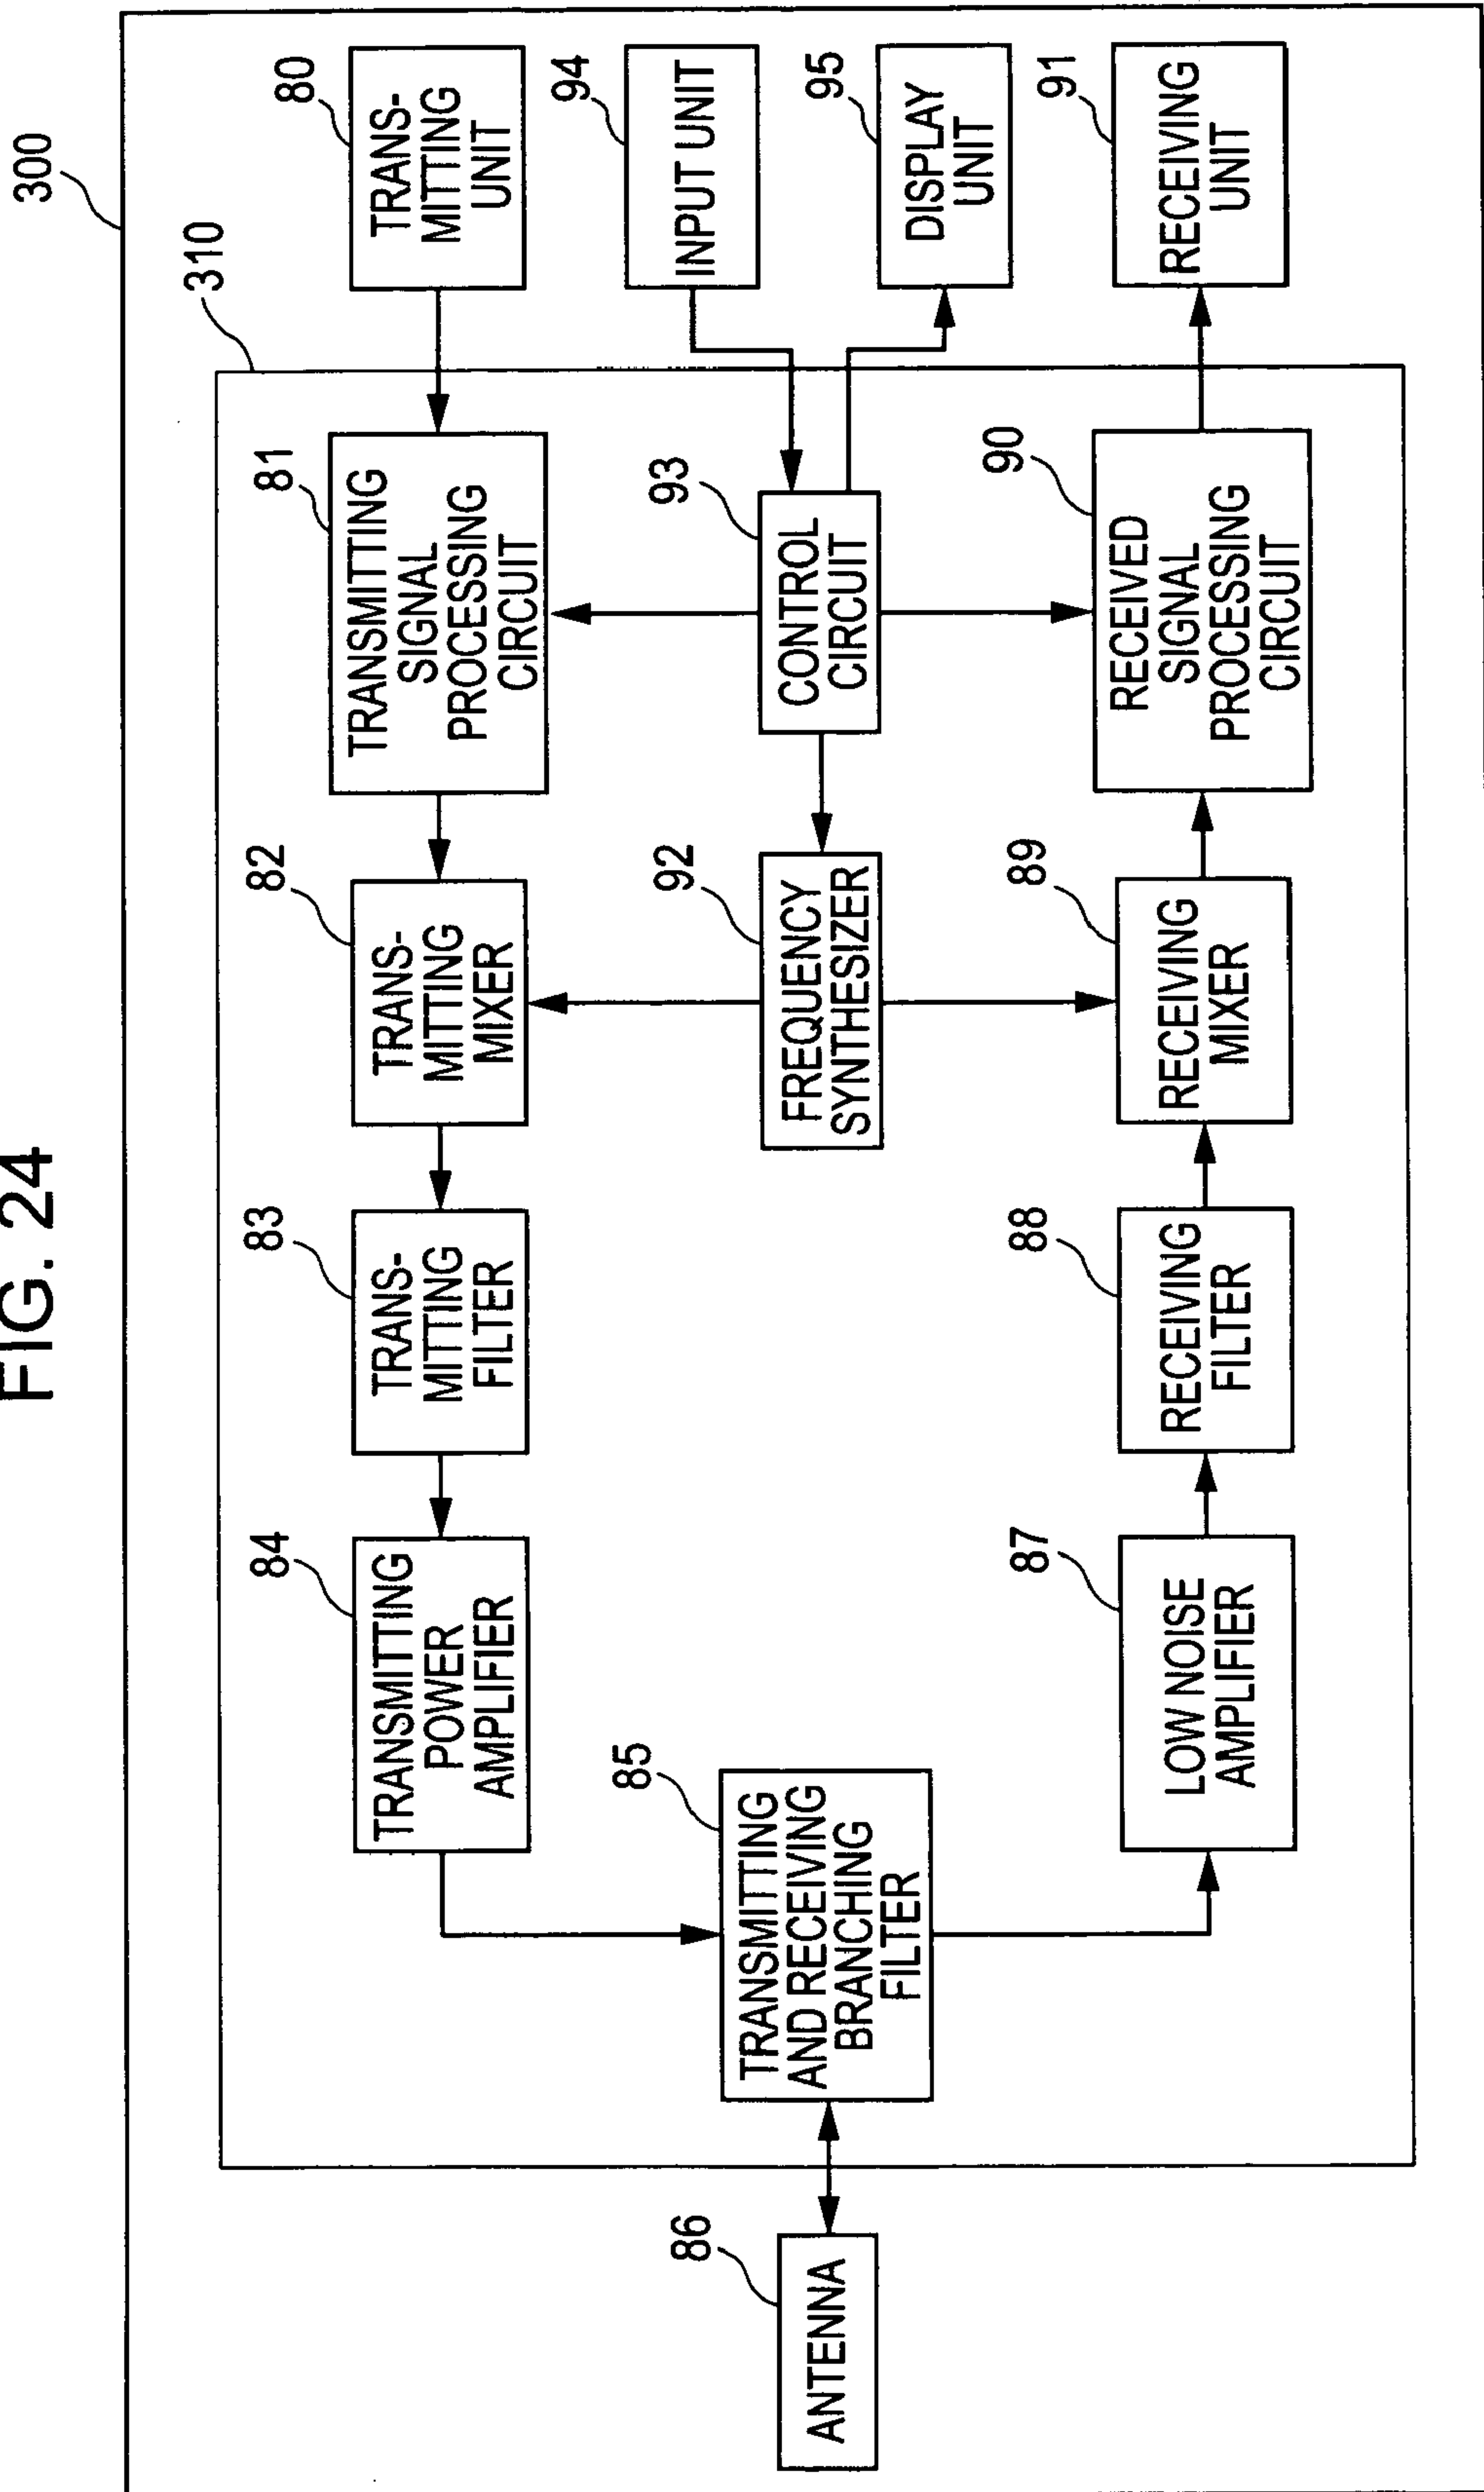 FIG. 24
300
310
86
ANTENNA
85
TRANSMITTING
AND RECEIVING
BRANCHING
FILTER
84
TRANSMITTING
POWER
AMPLIFIER
83
TRANS-
MITTING
FILTER
82
TRANS-
MITTING
MIXER
81
TRANSMITTING
SIGNAL
PROCESSING
CIRCUIT
80
TRANS-
MITTING
UNIT
92
FREQUENCY
SYNTHESIZER
93
CONTROL
CIRCUIT
94
INPUT UNIT
95
DISPLAY
UNIT
87
LOW NOISE
AMPLIFIER
88
RECEIVING
FILTER
89
RECEIVING
MIXER
90
RECEIVED
SIGNAL
PROCESSING
CIRCUIT
91
RECEIVING
UNIT